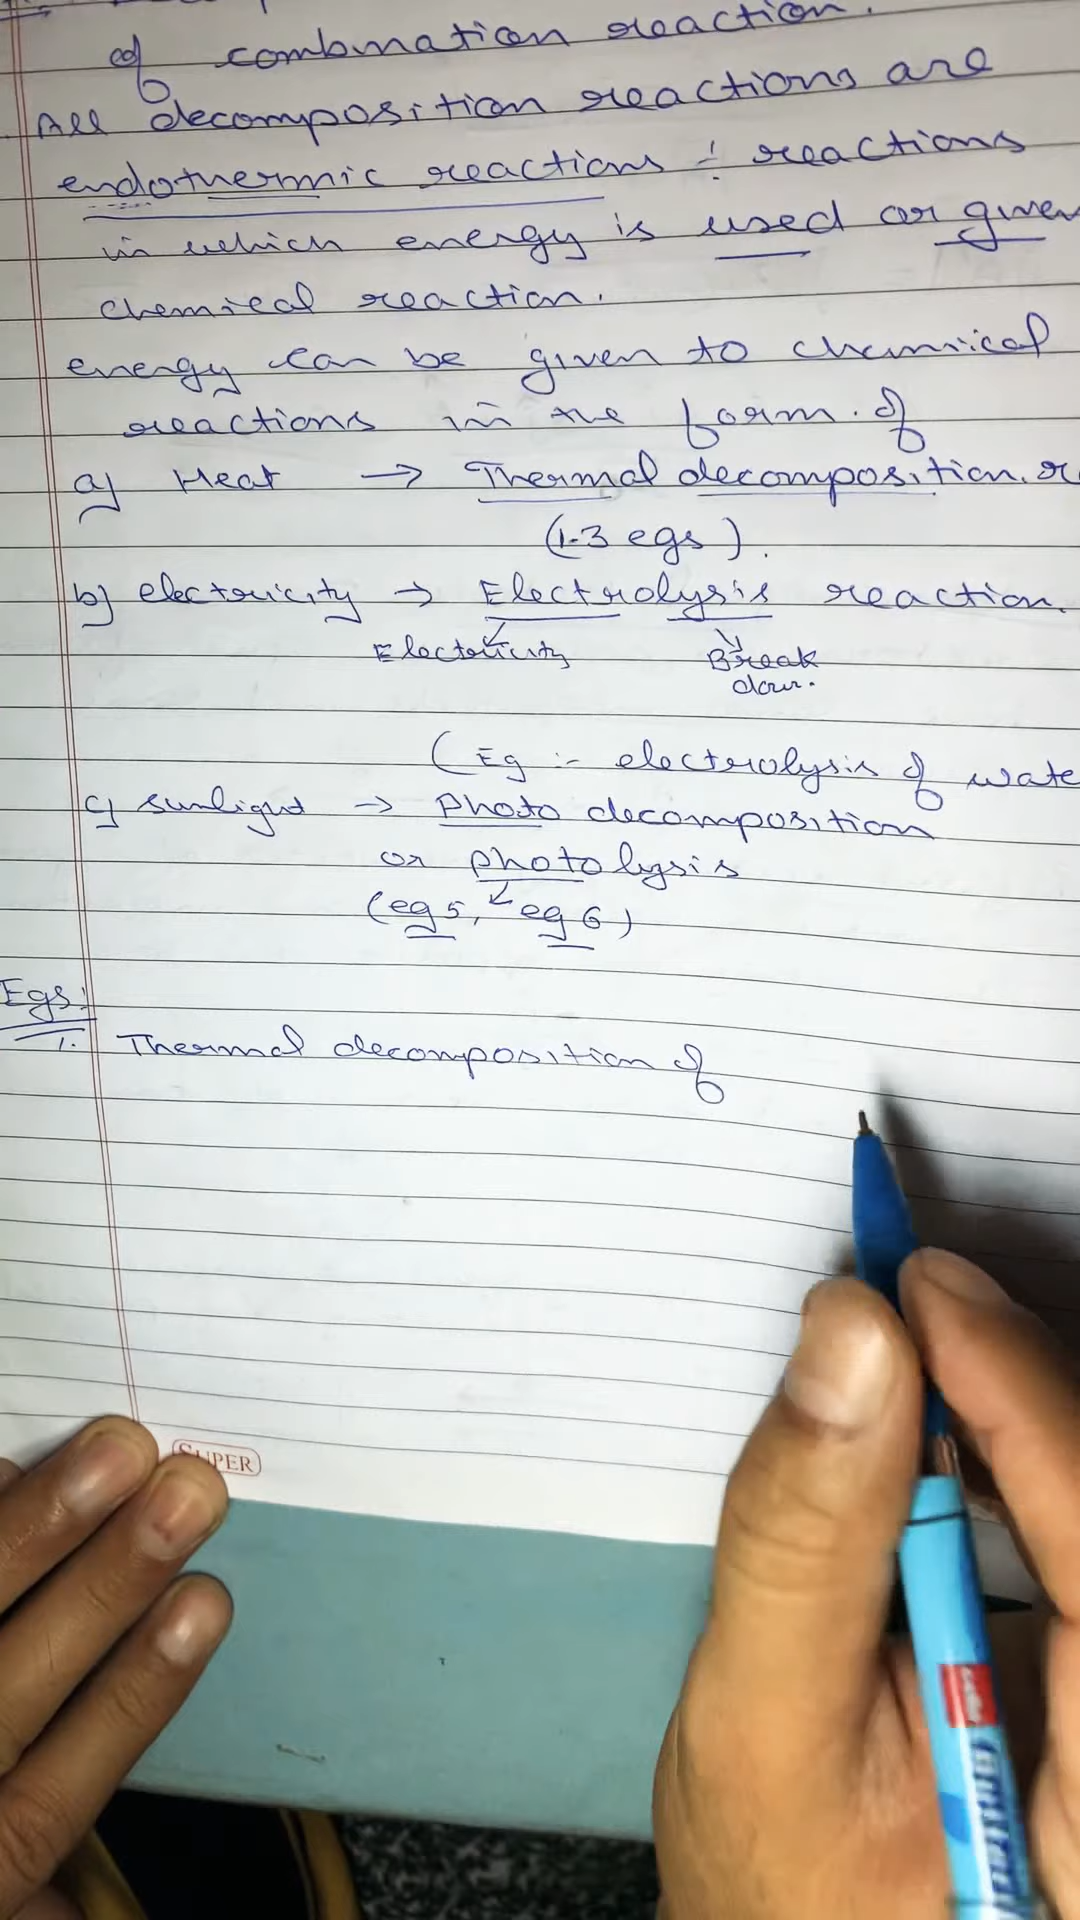 of combination reaction.
All decomposition reactions are
endothermic reactions : reactions
in which energy is used or given
chemical reaction.
energy can be given to chemical
reactions in the form of
a) Heat → Thermal decomposition. r
(1-3 egs).
b) electricity → Electrolysis reaction.
Electricity Break
down.
(Eg :- electrolysis of wate
c) sunlight → Photo decomposition
or photolysis
(eg 5, eg 6)
Egs:
1. Thermal decomposition of
SUPER
cello